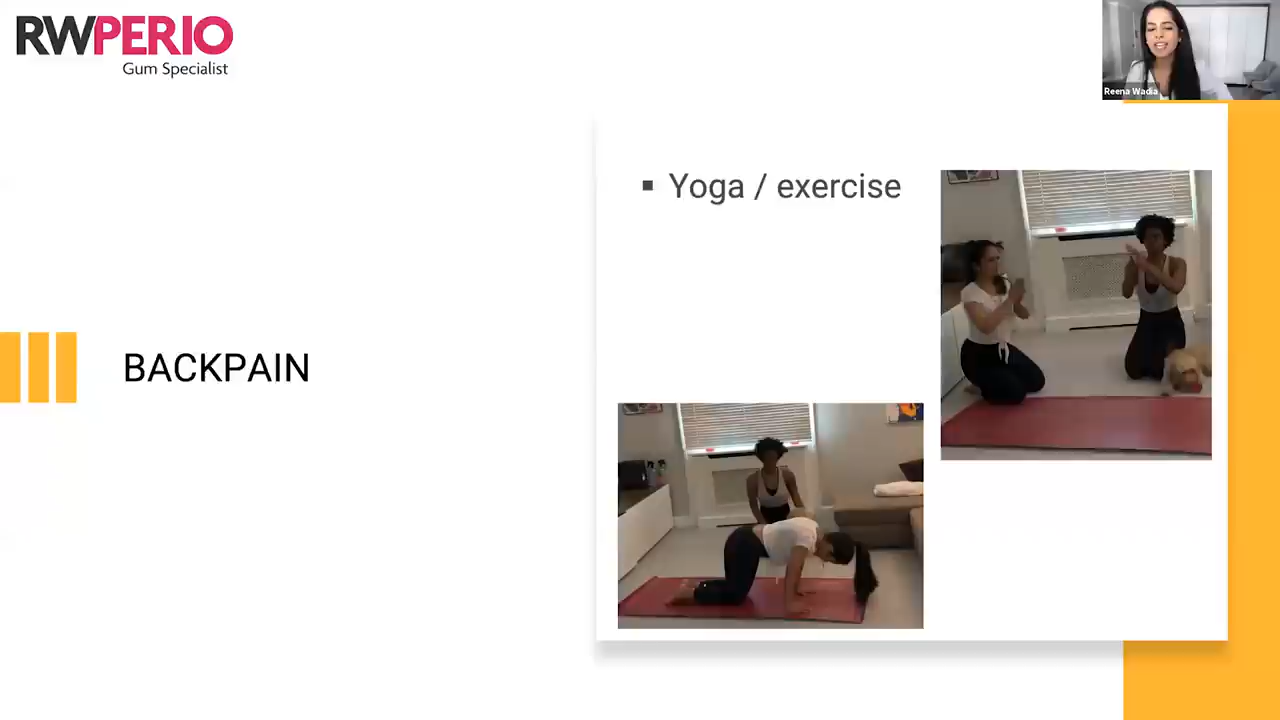 RWPERIO
Gum Specialist
Reena Wadia
▪ Yoga / exercise
BACKPAIN